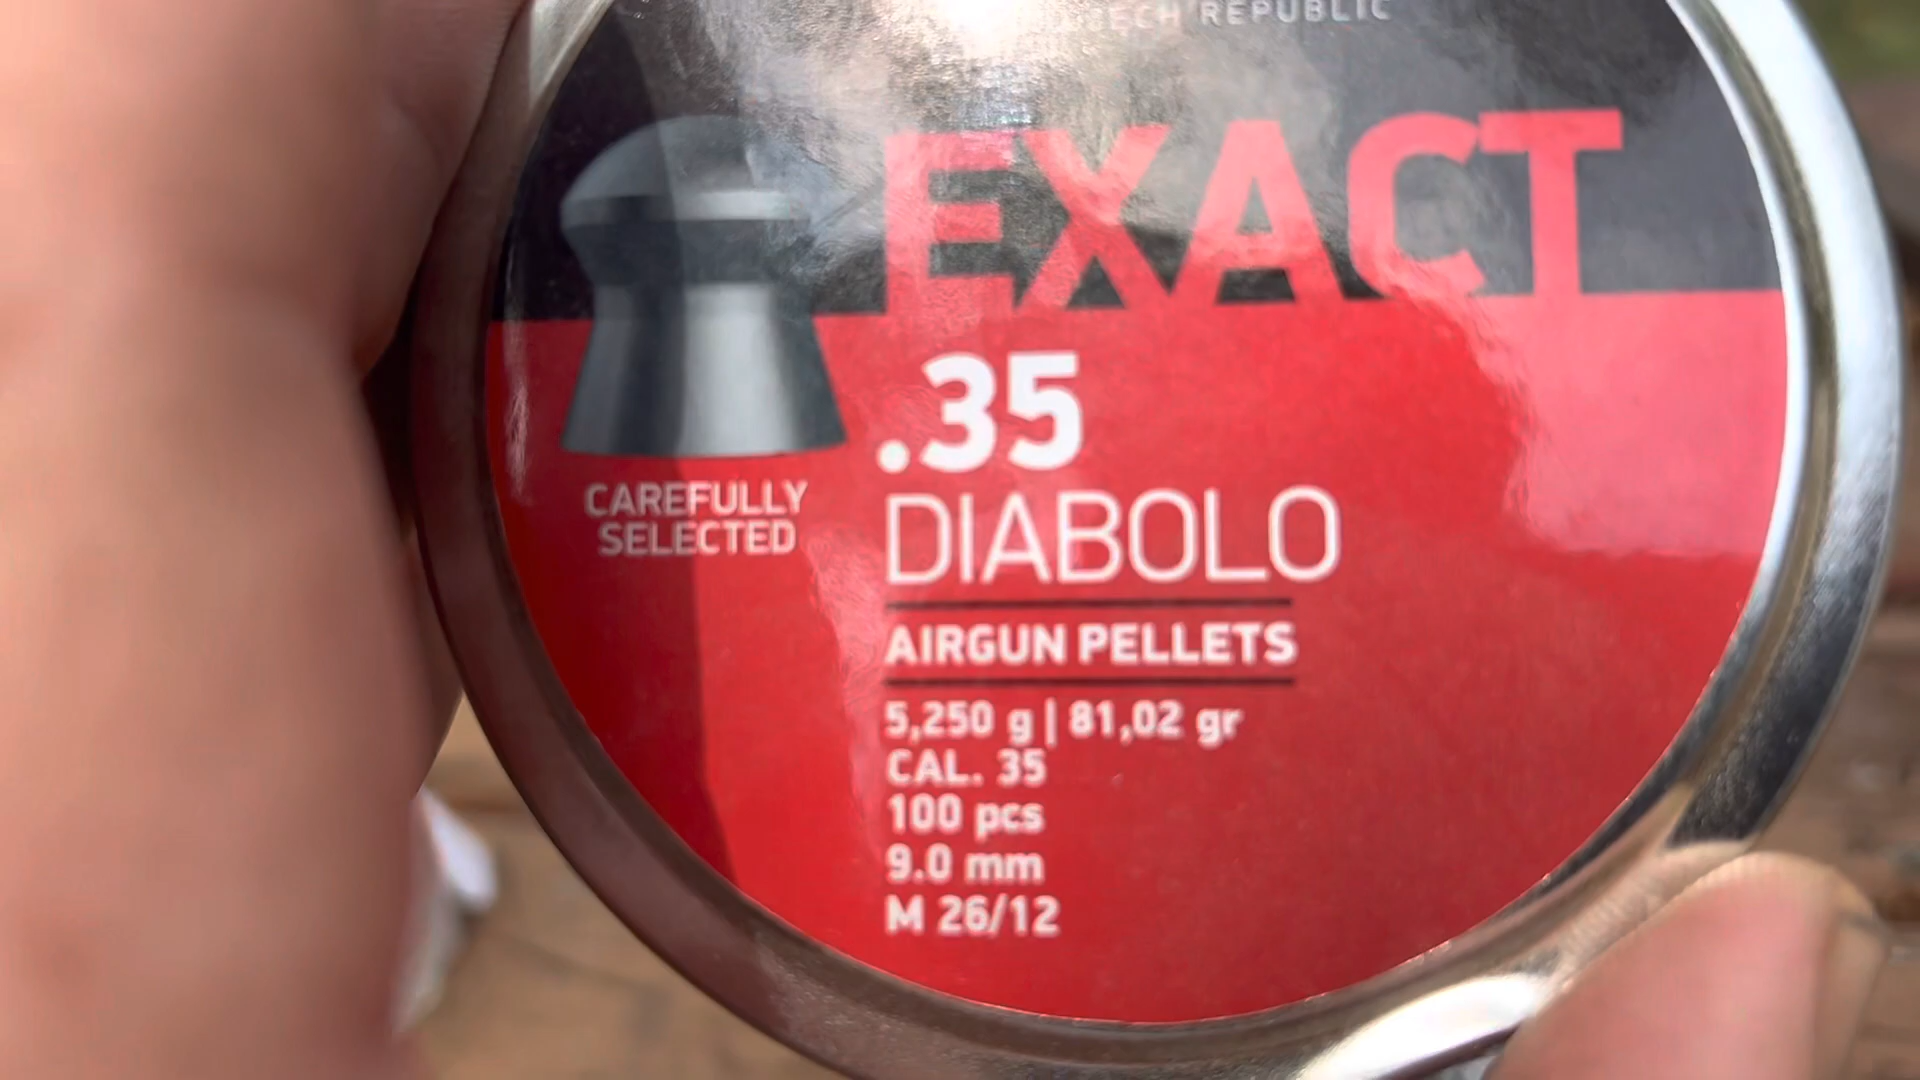 CZECH REPUBLIC
EXACT
.35
DIABOLO
CAREFULLY
SELECTED
AIRGUN PELLETS
5,250 g | 81,02 gr
CAL. 35
100 pcs
9.0 mm
M 26/12